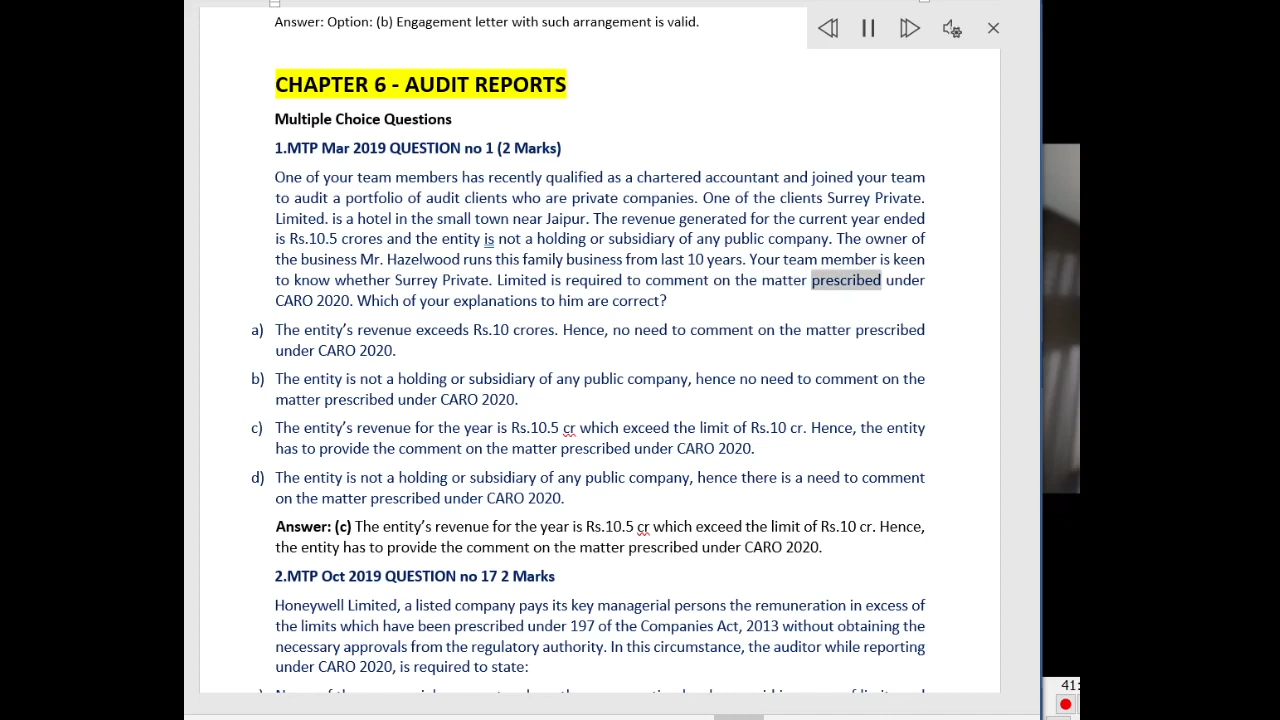 Answer: Option: (b) Engagement letter with such arrangement is valid.
CHAPTER 6 - AUDIT REPORTS
Multiple Choice Questions
1.MTP Mar 2019 QUESTION no 1 (2 Marks)
One of your team members has recently qualified as a chartered accountant and joined your team
to audit a portfolio of audit clients who are private companies. One of the clients Surrey Private.
Limited. is a hotel in the small town near Jaipur. The revenue generated for the current year ended
is Rs.10.5 crores and the entity is not a holding or subsidiary of any public company. The owner of
the business Mr. Hazelwood runs this family business from last 10 years. Your team member is keen
to know whether Surrey Private. Limited is required to comment on the matter prescribed under
CARO 2020. Which of your explanations to him are correct?
a) The entity’s revenue exceeds Rs.10 crores. Hence, no need to comment on the matter prescribed
under CARO 2020.
b) The entity is not a holding or subsidiary of any public company, hence no need to comment on the
matter prescribed under CARO 2020.
c) The entity’s revenue for the year is Rs.10.5 cr which exceed the limit of Rs.10 cr. Hence, the entity
has to provide the comment on the matter prescribed under CARO 2020.
d) The entity is not a holding or subsidiary of any public company, hence there is a need to comment
on the matter prescribed under CARO 2020.
Answer: (c) The entity’s revenue for the year is Rs.10.5 cr which exceed the limit of Rs.10 cr. Hence,
the entity has to provide the comment on the matter prescribed under CARO 2020.
2.MTP Oct 2019 QUESTION no 17 2 Marks
Honeywell Limited, a listed company pays its key managerial persons the remuneration in excess of
the limits which have been prescribed under 197 of the Companies Act, 2013 without obtaining the
necessary approvals from the regulatory authority. In this circumstance, the auditor while reporting
under CARO 2020, is required to state:
41: